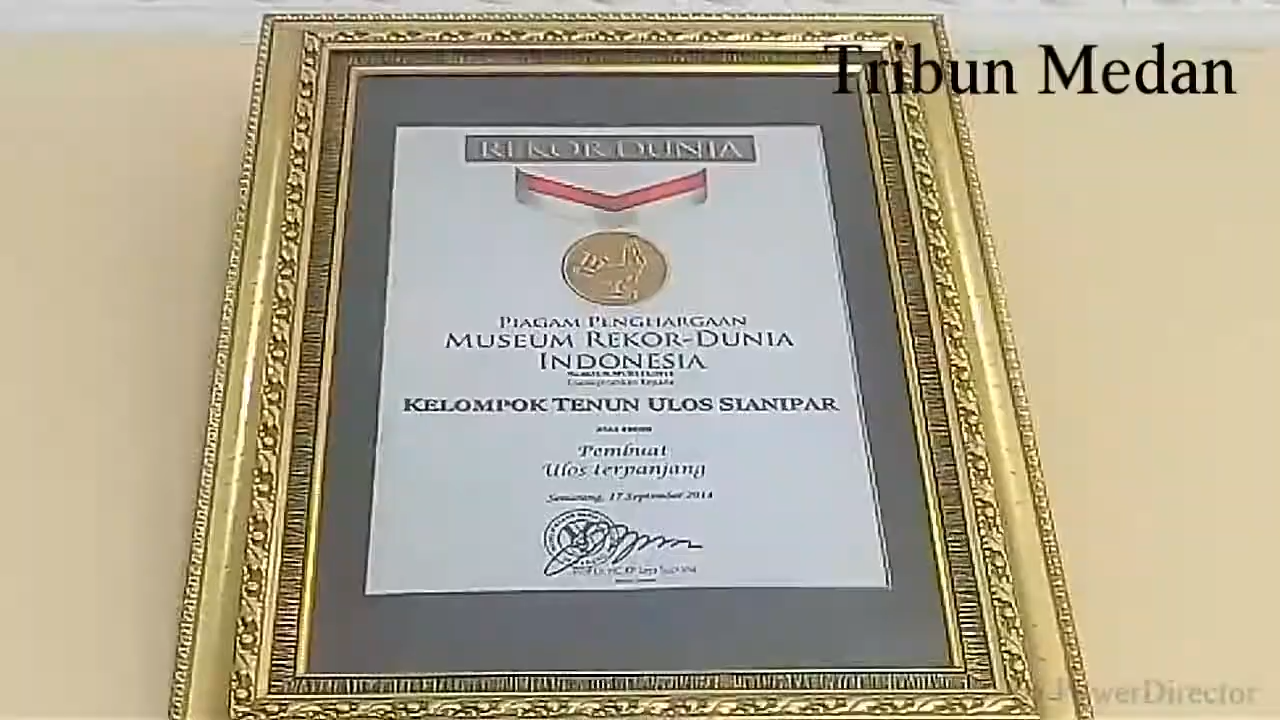 Tribun Medan
REKOR DUNIA
PIAGAM PENGHARGAAN
MUSEUM REKOR-DUNIA
INDONESIA
KELOMPOK TENUN ULOS SIANIPAR
Pembuat
Ulos terpanjang
Semarang, 17 September 2014
PowerDirector